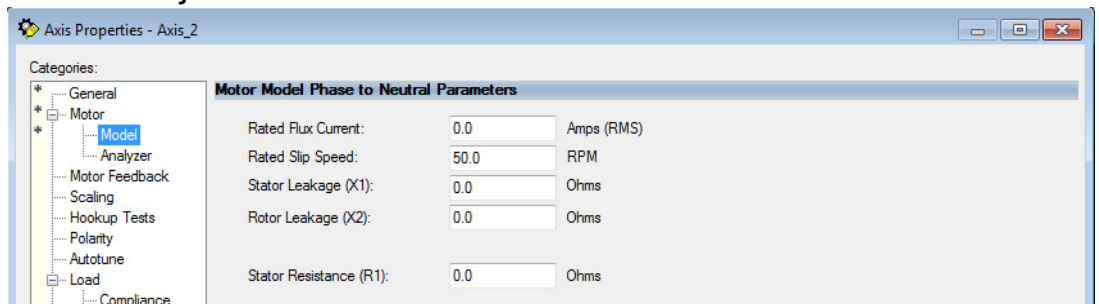 Axis Properties - Axis_2
Categories:
* General
* Motor
* Model
Analyzer
Motor Feedback
Scaling
Hookup Tests
Polarity
Autotune
Load
Compliance
Motor Model Phase to Neutral Parameters
Rated Flux Current: 0.0 Amps (RMS)
Rated Slip Speed: 50.0 RPM
Stator Leakage (X1): 0.0 Ohms
Rotor Leakage (X2): 0.0 Ohms
Stator Resistance (R1): 0.0 Ohms